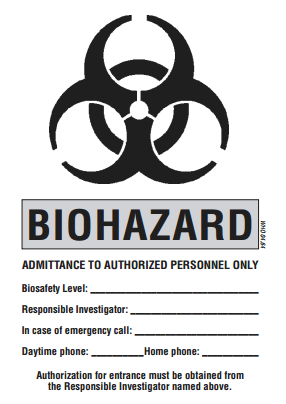 BIOHAZARD
ADMITTANCE TO AUTHORIZED PERSONNEL ONLY
Biosafety Level: ____________________
Responsible Investigator: ____________________
In case of emergency call: ____________________
Daytime phone: __________Home phone: __________
Authorization for entrance must be obtained from
the Responsible Investigator named above.